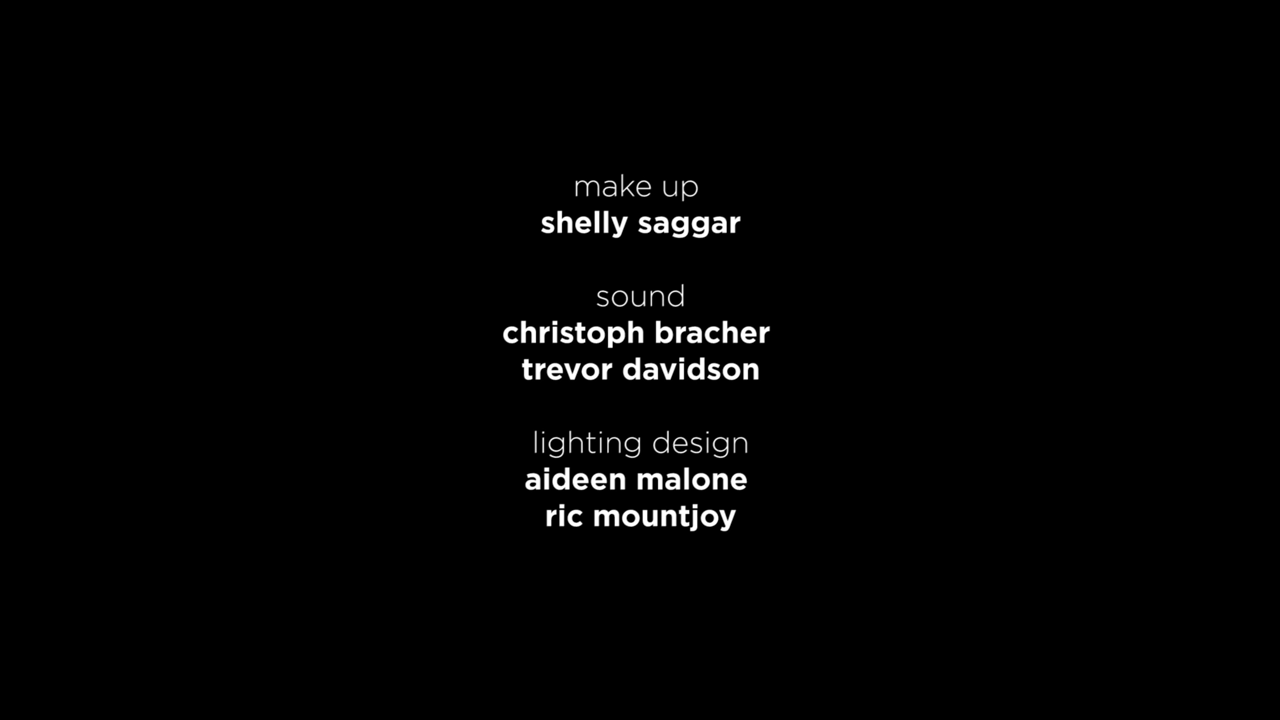 make up
shelly saggar
sound
christoph bracher
trevor davidson
lighting design
aideen malone
ric mountjoy